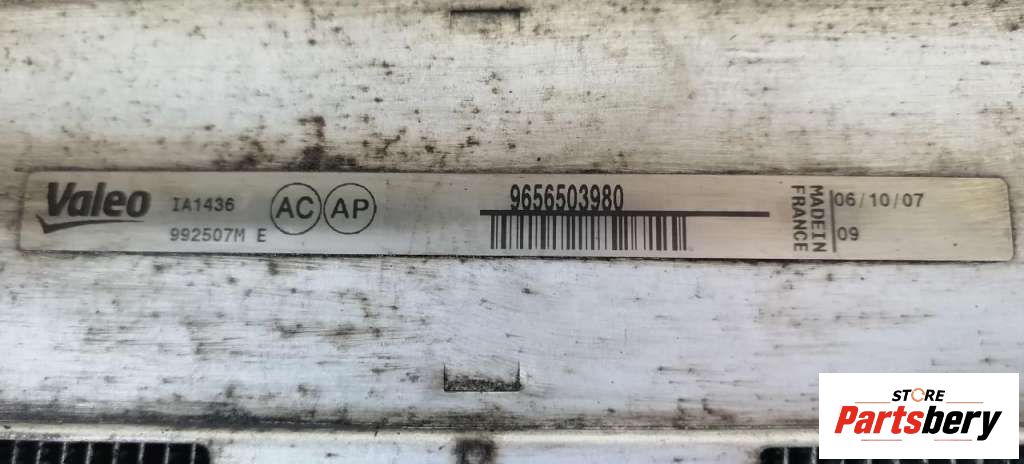 Valeo
IA1436
992507M E
AC AP
9656503980
MADE IN
FRANCE
06/10/07
09
STORE
Partsbery